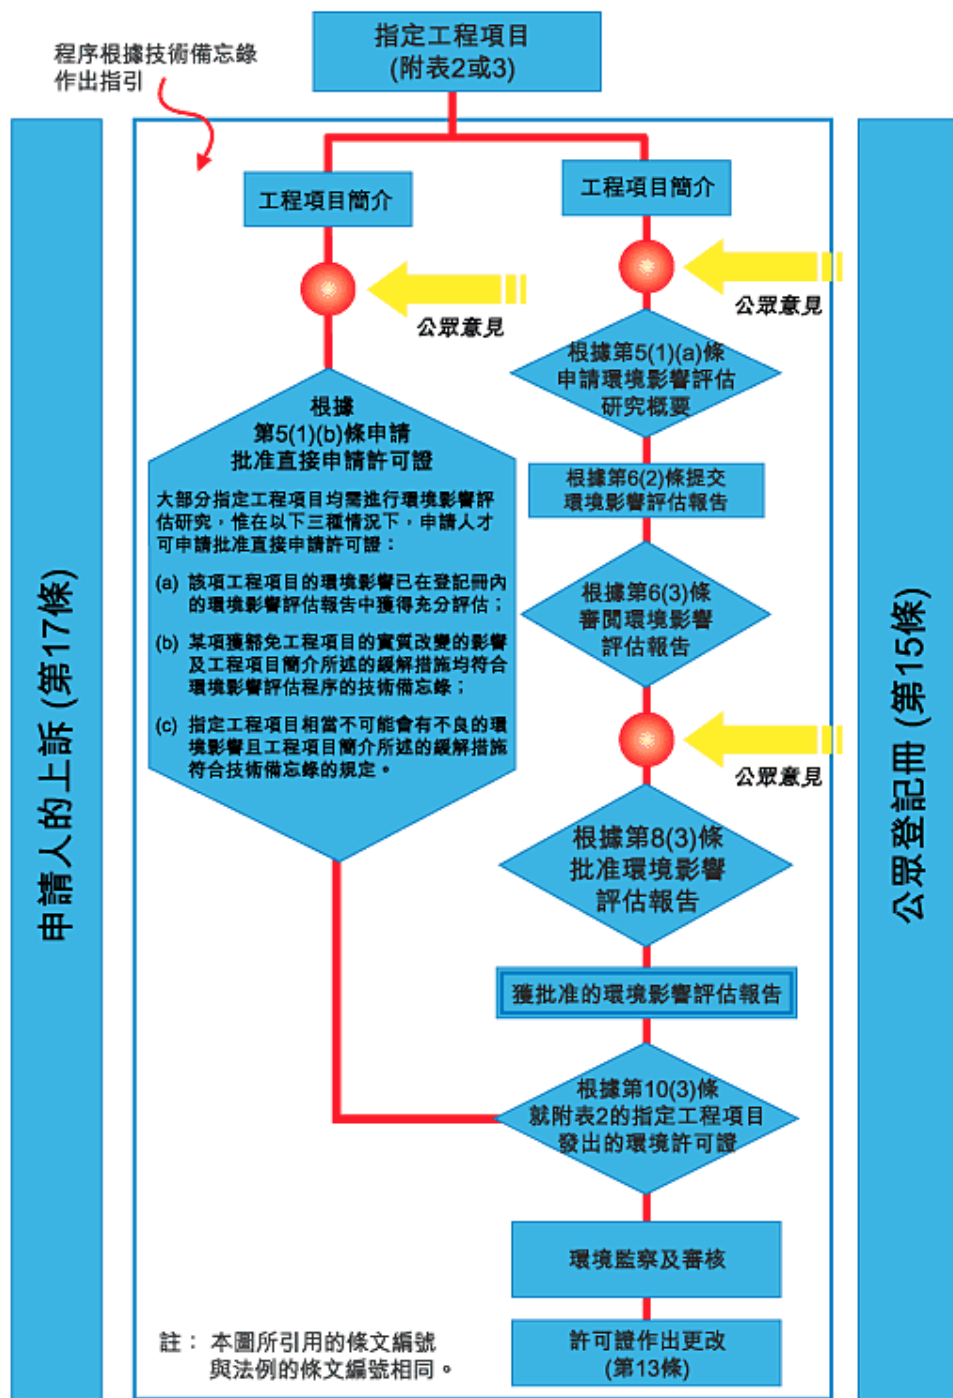 指定工程項目
(附表2或3)
程序根據技術備忘錄
作出指引
申請人的上訴 (第17條)
公眾登記冊 (第15條)
工程項目簡介
公眾意見
根據
第5(1)(b)條申請
批准直接申請許可證
大部分指定工程項目均需進行環境影響評
估研究，惟在以下三種情況下，申請人才
可申請批准直接申請許可證：
(a) 該項工程項目的環境影響已在登記冊內
的環境影響評估報告中獲得充分評估；
(b) 某項獲豁免工程項目的實質改變的影響
及工程項目簡介所述的緩解措施均符合
環境影響評估程序的技術備忘錄；
(c) 指定工程項目相當不可能會有不良的環
境影響且工程項目簡介所述的緩解措施
符合技術備忘錄的規定。
工程項目簡介
公眾意見
根據第5(1)(a)條
申請環境影響評估
研究概要
根據第6(2)條提交
環境影響評估報告
根據第6(3)條
審閱環境影響
評估報告
公眾意見
根據第8(3)條
批准環境影響
評估報告
獲批准的環境影響評估報告
根據第10(3)條
就附表2的指定工程項目
發出的環境許可證
環境監察及審核
許可證作出更改
(第13條)
註： 本圖所引用的條文編號
與法例的條文編號相同。